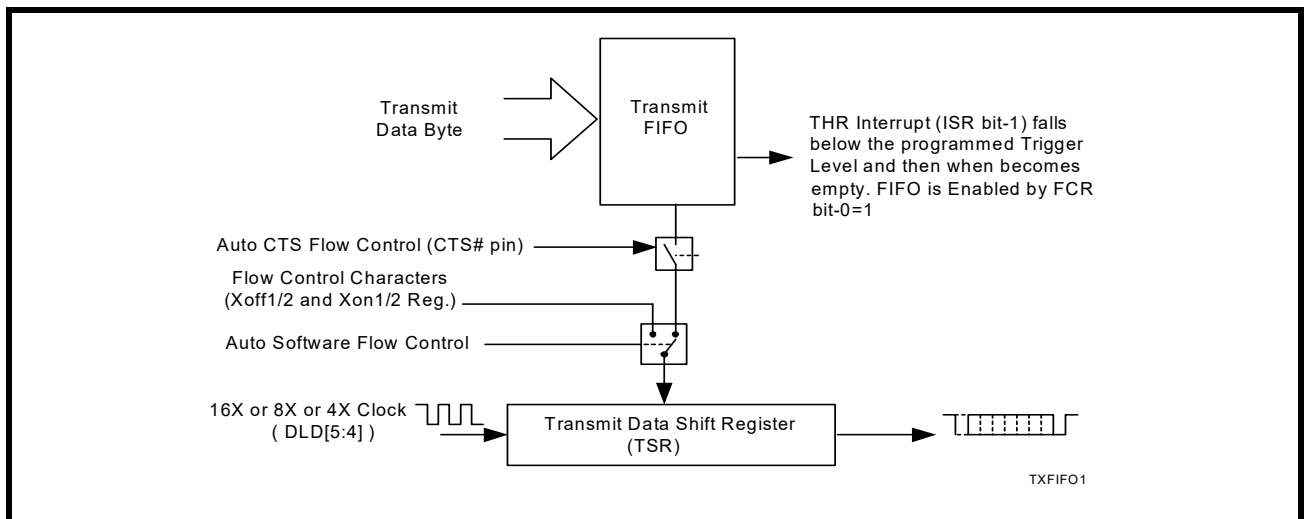 Transmit
Data Byte
Transmit
FIFO
THR Interrupt (ISR bit-1) falls
below the programmed Trigger
Level and then when becomes
empty. FIFO is Enabled by FCR
bit-0=1
Auto CTS Flow Control (CTS# pin)
Flow Control Characters
(Xoff1/2 and Xon1/2 Reg.)
Auto Software Flow Control
16X or 8X or 4X Clock
( DLD[5:4] )
Transmit Data Shift Register
(TSR)
TXFIFO1